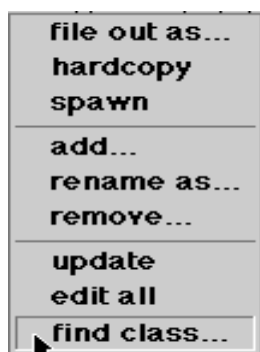 file out as...
hardcopy
spawn
add...
rename as...
remove...
update
edit all
find class...